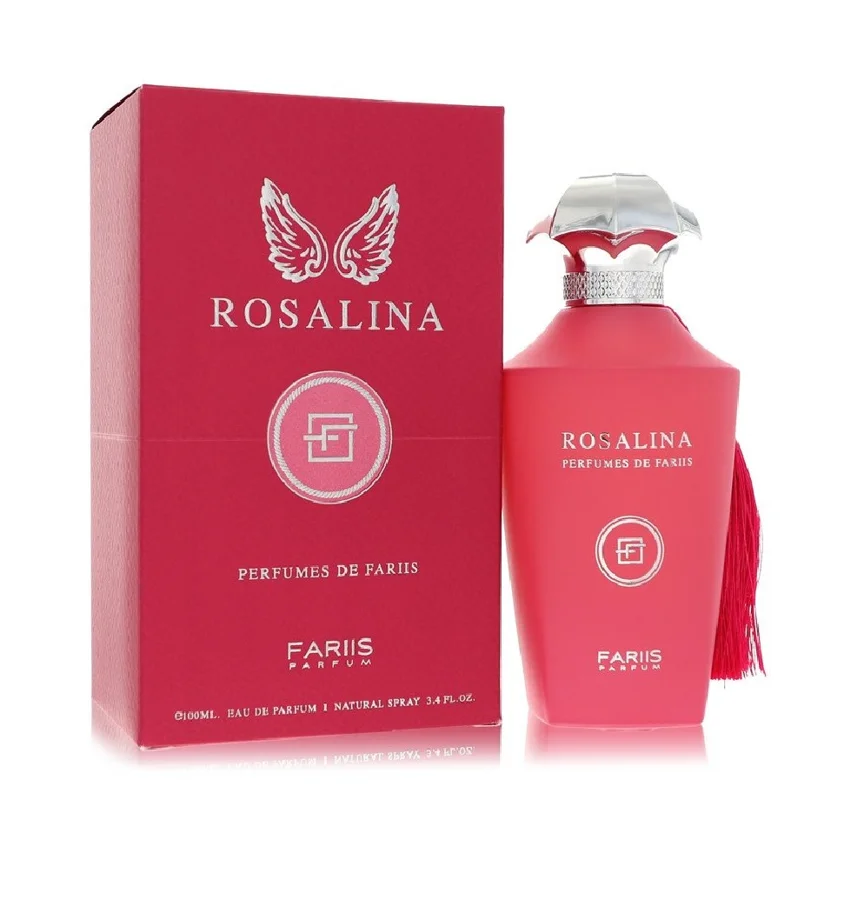 ROSALINA
PERFUMES DE FARIIS
FARIIS
PARFUM
℮100ML. EAU DE PARFUM I NATURAL SPRAY 3.4 FL.OZ.
ROSALINA
PERFUMES DE FARIIS
FARIIS
PARFUM